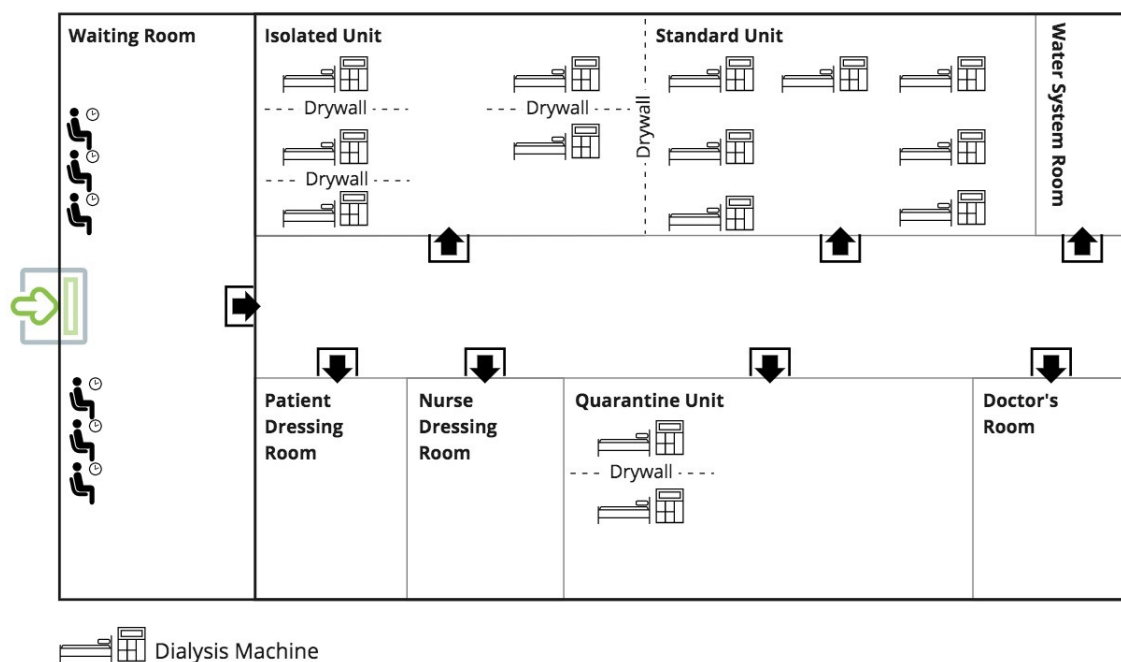 Waiting Room
Isolated Unit
Standard Unit
Water System Room
Drywall
Drywall
Drywall
Drywall
Patient
Dressing
Room
Nurse
Dressing
Room
Quarantine Unit
Drywall
Doctor's
Room
Dialysis Machine